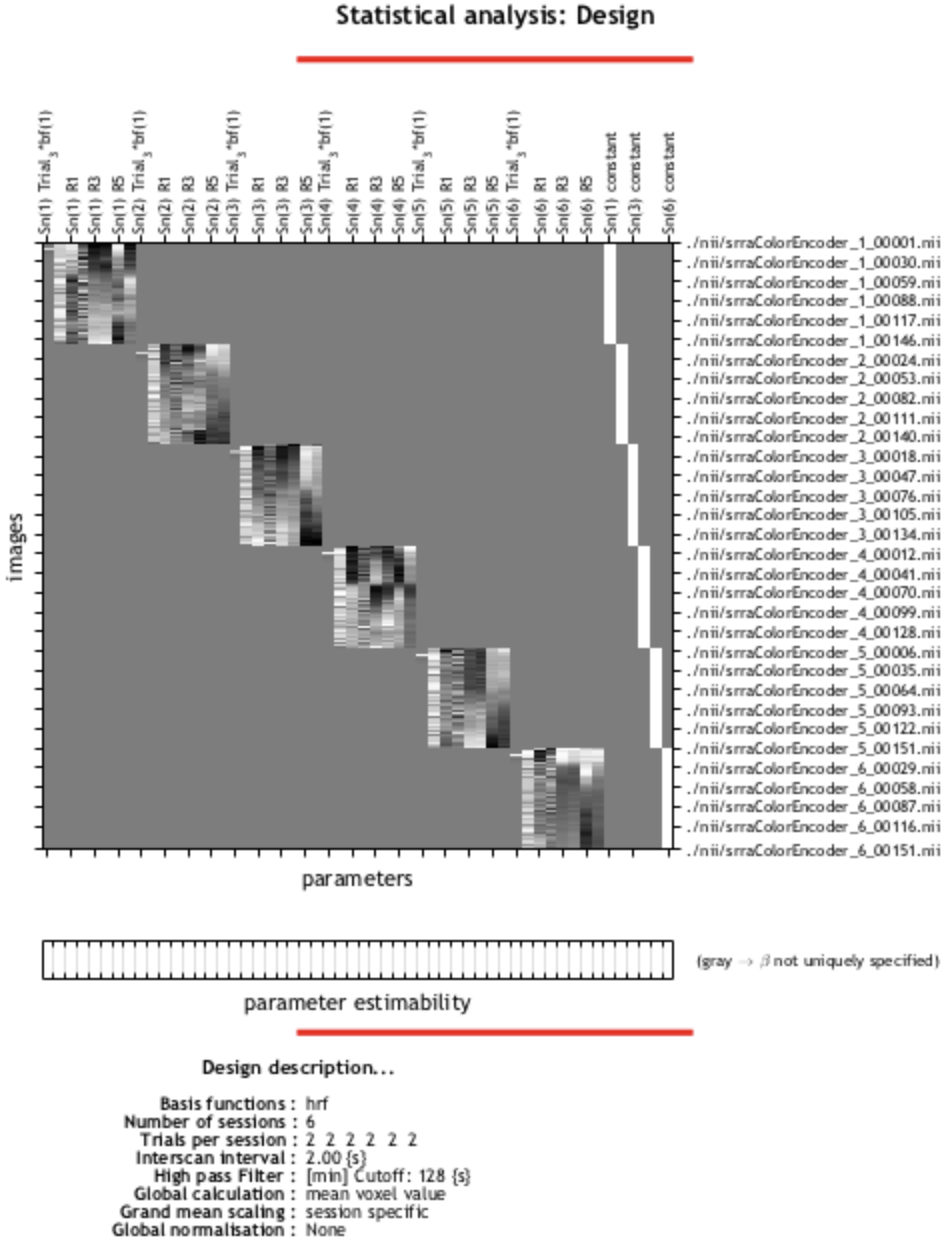 Statistical analysis: Design
Sn(1) Trial_3*bf(1)
Sn(1) R1
Sn(1) R3
Sn(1) R5
Sn(2) Trial_3*bf(1)
Sn(2) R1
Sn(2) R3
Sn(2) R5
Sn(3) Trial_3*bf(1)
Sn(3) R1
Sn(3) R3
Sn(3) R5
Sn(4) Trial_3*bf(1)
Sn(4) R1
Sn(4) R3
Sn(4) R5
Sn(5) Trial_3*bf(1)
Sn(5) R1
Sn(5) R3
Sn(5) R5
Sn(6) Trial_3*bf(1)
Sn(6) R1
Sn(6) R3
Sn(6) R5
Sn(1) constant
Sn(3) constant
Sn(6) constant
./nii/srraColorEncoder_1_00001.nii
./nii/srraColorEncoder_1_00030.nii
./nii/srraColorEncoder_1_00059.nii
./nii/srraColorEncoder_1_00088.nii
./nii/srraColorEncoder_1_00117.nii
./nii/srraColorEncoder_1_00146.nii
./nii/srraColorEncoder_2_00024.nii
./nii/srraColorEncoder_2_00053.nii
./nii/srraColorEncoder_2_00082.nii
./nii/srraColorEncoder_2_00111.nii
./nii/srraColorEncoder_2_00140.nii
./nii/srraColorEncoder_3_00018.nii
./nii/srraColorEncoder_3_00047.nii
./nii/srraColorEncoder_3_00076.nii
./nii/srraColorEncoder_3_00105.nii
./nii/srraColorEncoder_3_00134.nii
./nii/srraColorEncoder_4_00012.nii
./nii/srraColorEncoder_4_00041.nii
./nii/srraColorEncoder_4_00070.nii
./nii/srraColorEncoder_4_00099.nii
./nii/srraColorEncoder_4_00128.nii
./nii/srraColorEncoder_5_00006.nii
./nii/srraColorEncoder_5_00035.nii
./nii/srraColorEncoder_5_00064.nii
./nii/srraColorEncoder_5_00093.nii
./nii/srraColorEncoder_5_00122.nii
./nii/srraColorEncoder_5_00151.nii
./nii/srraColorEncoder_6_00029.nii
./nii/srraColorEncoder_6_00058.nii
./nii/srraColorEncoder_6_00087.nii
./nii/srraColorEncoder_6_00116.nii
./nii/srraColorEncoder_6_00151.nii
images
parameters
(gray → β not uniquely specified)
parameter estimability
Design description...
Basis functions : hrf
Number of sessions : 6
Trials per session : 2 2 2 2 2 2
Interscan interval : 2.00 {s}
High pass Filter : [min] Cutoff: 128 {s}
Global calculation : mean voxel value
Grand mean scaling : session specific
Global normalisation : None